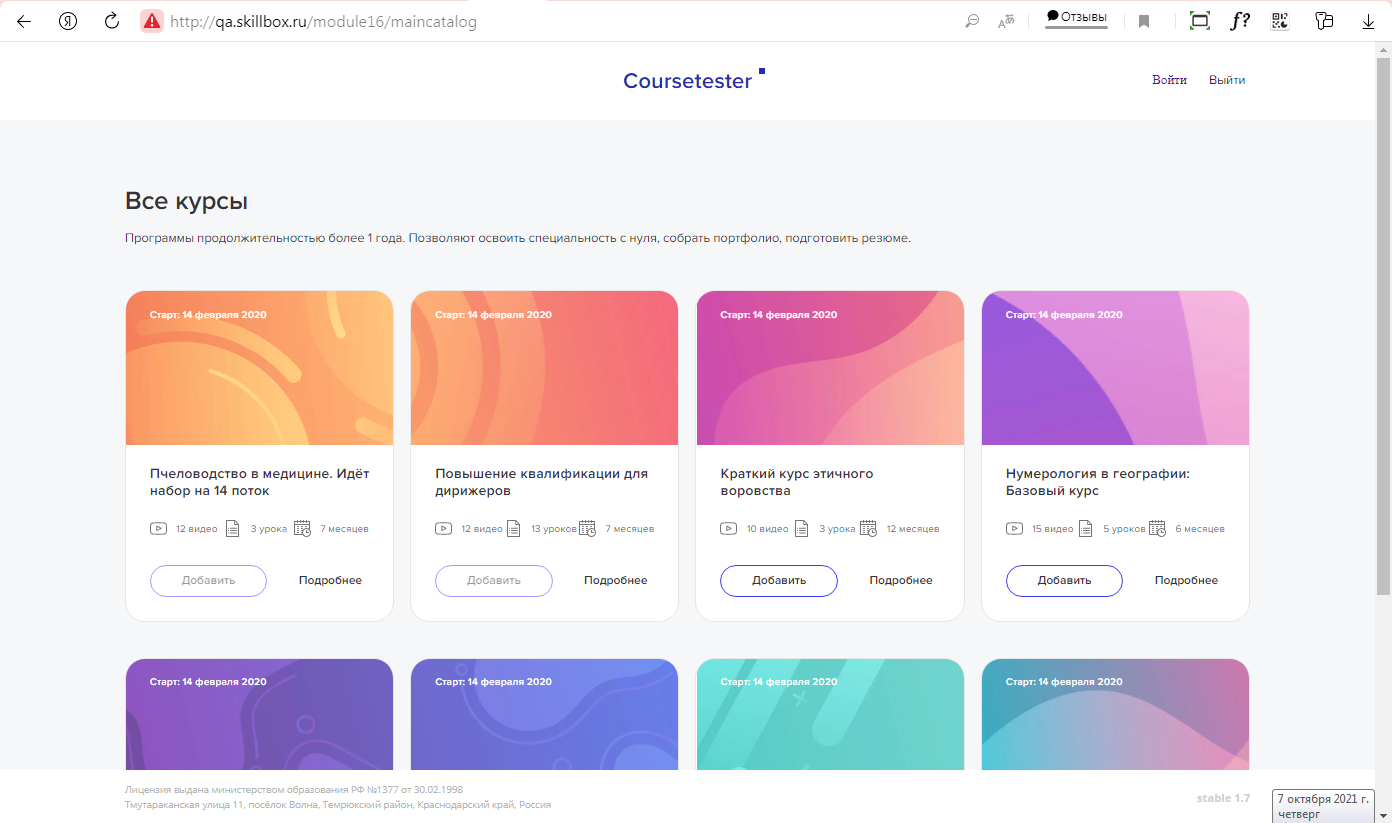 http://qa.skillbox.ru/module16/maincatalog
Отзывы
Coursetester
Войти
Выйти
Все курсы
Программы продолжительностью более 1 года. Позволяют освоить специальность с нуля, собрать портфолио, подготовить резюме.
Старт: 14 февраля 2020
Пчеловодство в медицине. Идёт
набор на 14 поток
12 видео 3 урока 7 месяцев
Добавить Подробнее
Старт: 14 февраля 2020
Повышение квалификации для
дирижеров
12 видео 13 уроков 7 месяцев
Добавить Подробнее
Старт: 14 февраля 2020
Краткий курс этичного
воровства
10 видео 3 урока 12 месяцев
Добавить Подробнее
Старт: 14 февраля 2020
Нумерология в географии:
Базовый курс
15 видео 5 уроков 6 месяцев
Добавить Подробнее
Старт: 14 февраля 2020
Старт: 14 февраля 2020
Старт: 14 февраля 2020
Старт: 14 февраля 2020
Лицензия выдана министерством образования РФ №1377 от 30.02.1998
Тмутараканская улица 11, посёлок Волна, Темрюкский район, Краснодарский край, Россия
stable 1.7
7 октября 2021 г.
четверг